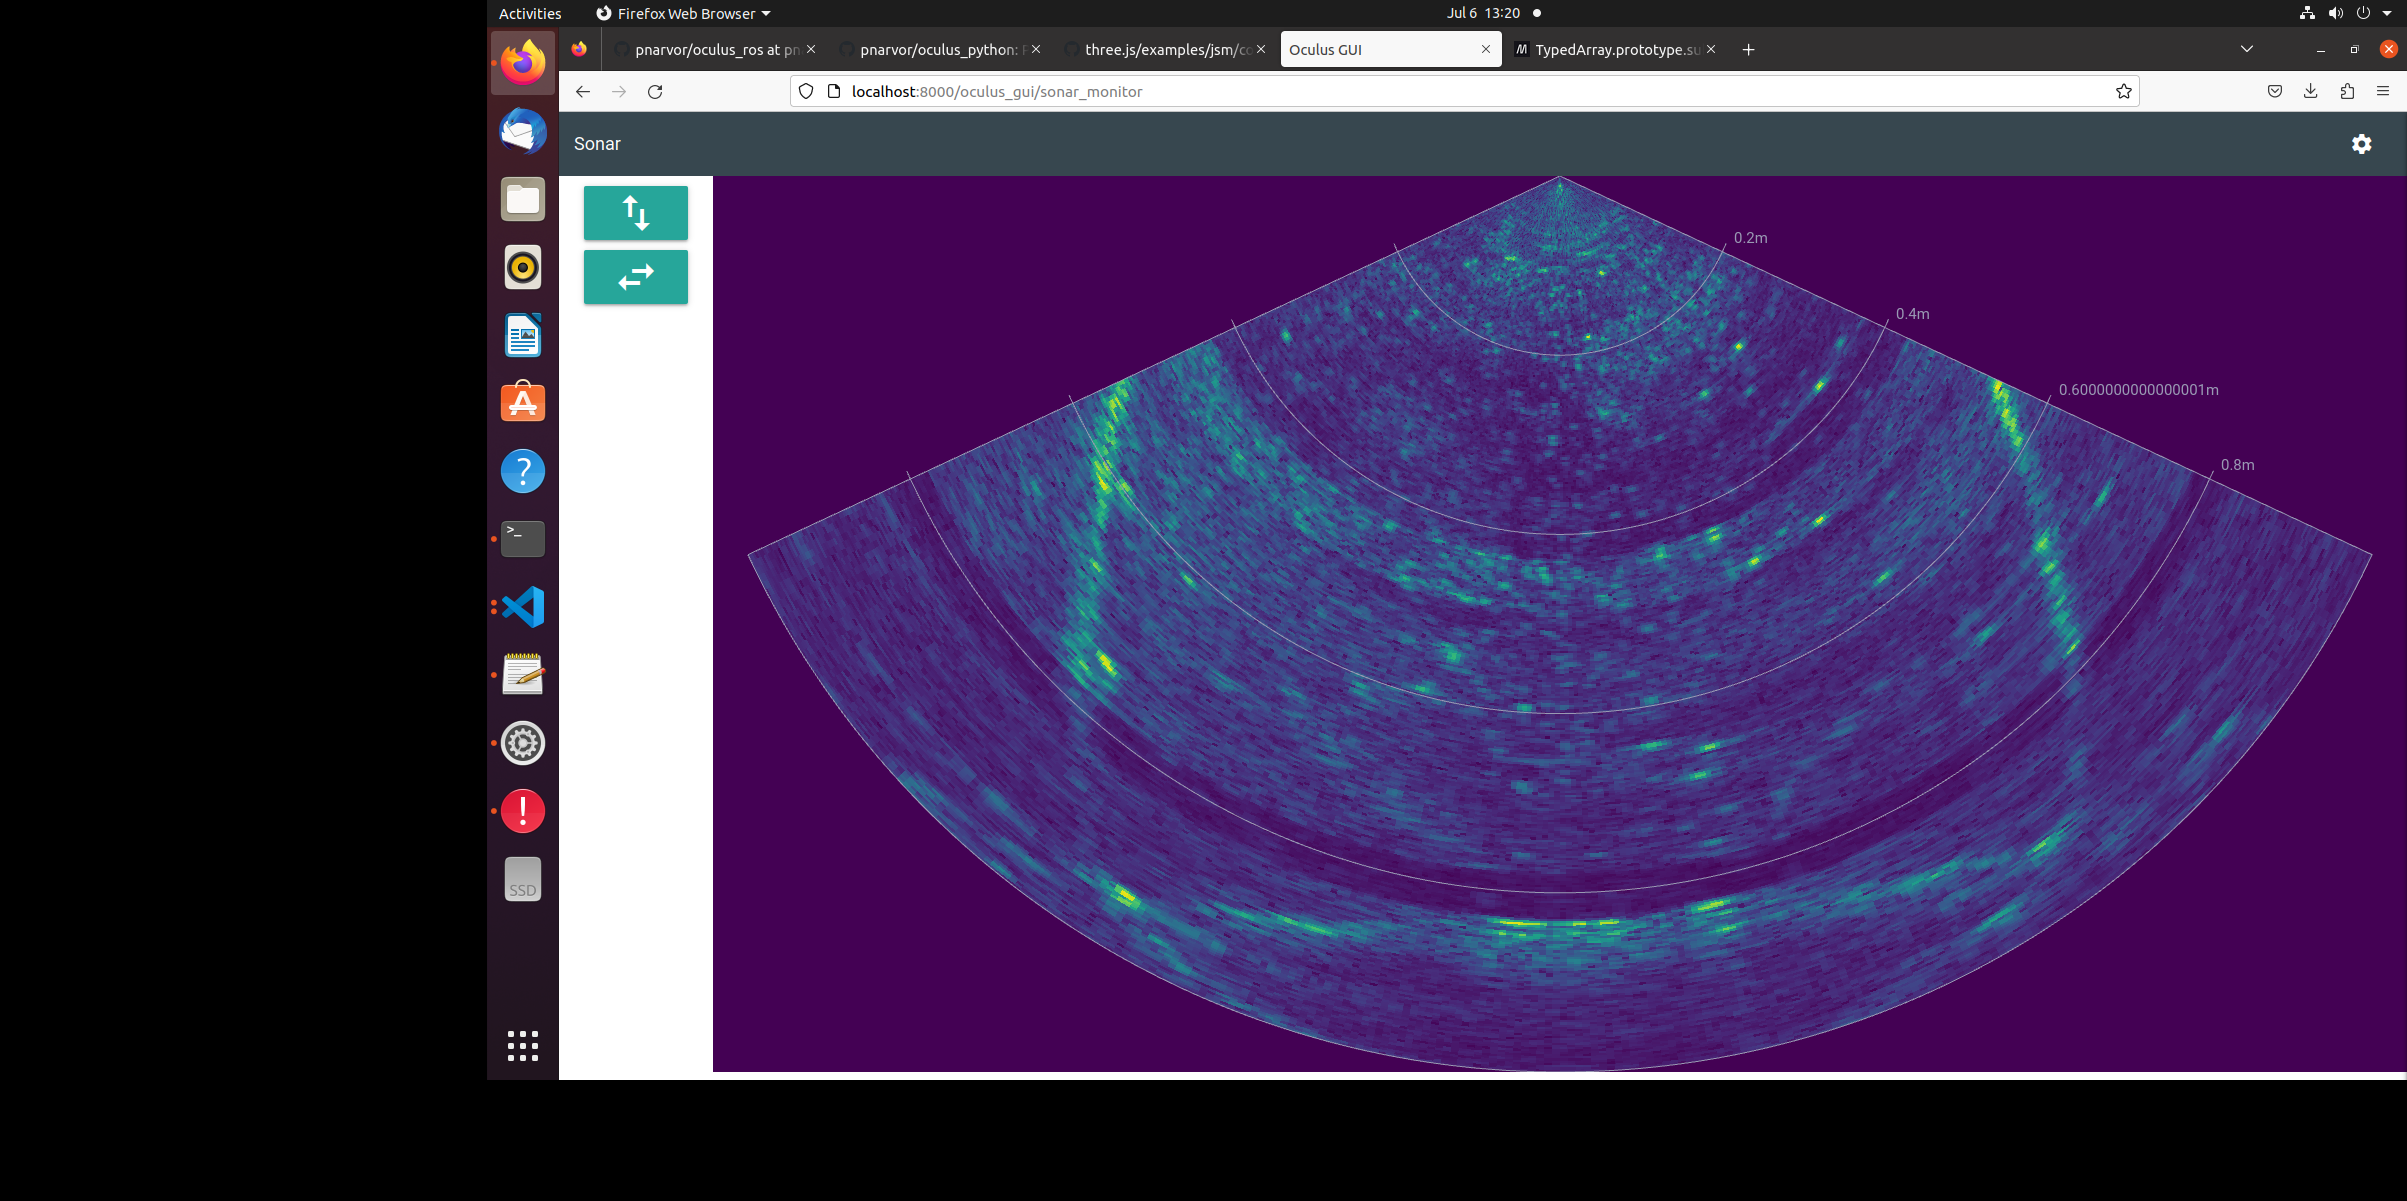 Activities Firefox Web Browser Jul 6 13:20
pnarvor/oculus_ros at pn pnarvor/oculus_python: three.js/examples/jsm/co Oculus GUI TypedArray.prototype.su
localhost:8000/oculus_gui/sonar_monitor
Sonar
0.2m
0.4m
0.6000000000000001m
0.8m
>_
SSD